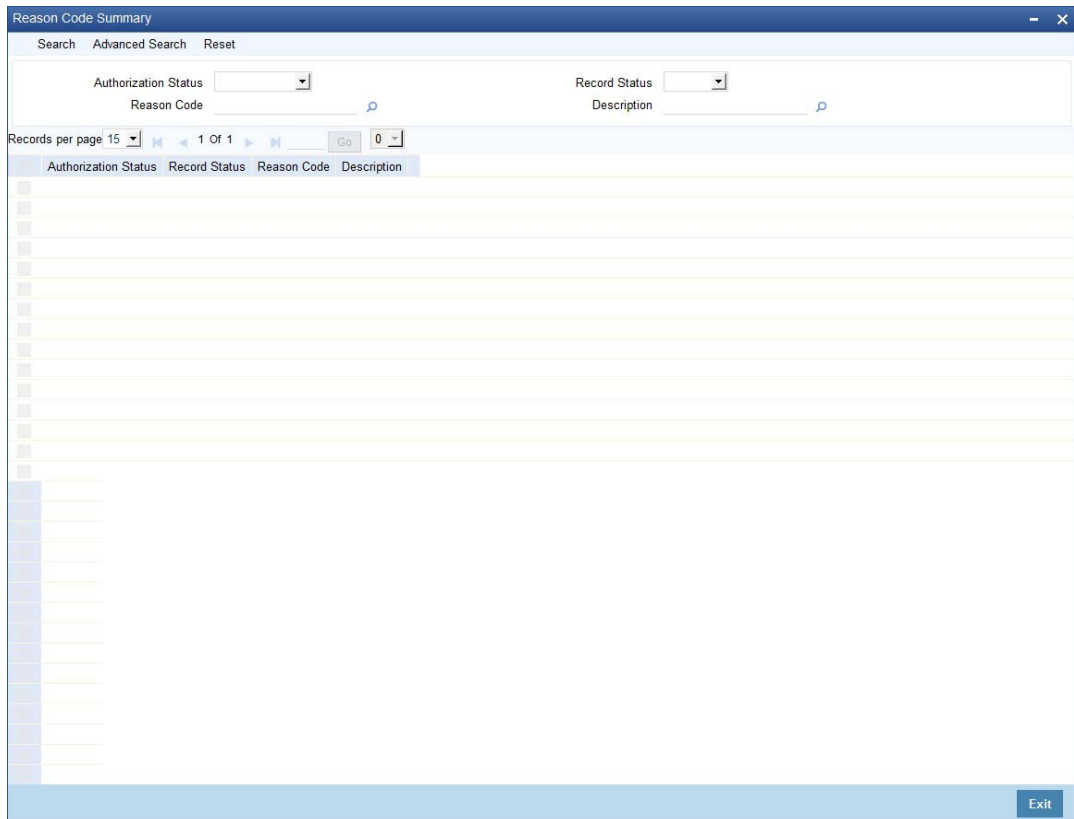 Reason Code Summary
Search Advanced Search Reset
Authorization Status Record Status
Reason Code Description
Records per page 15 1 Of 1 Go 0
Authorization Status Record Status Reason Code Description
Exit